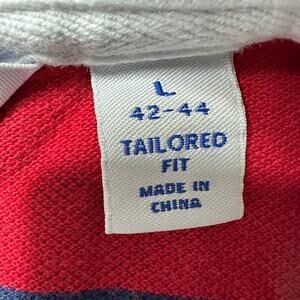 L
42-44
TAILORED
FIT
MADE IN
CHINA